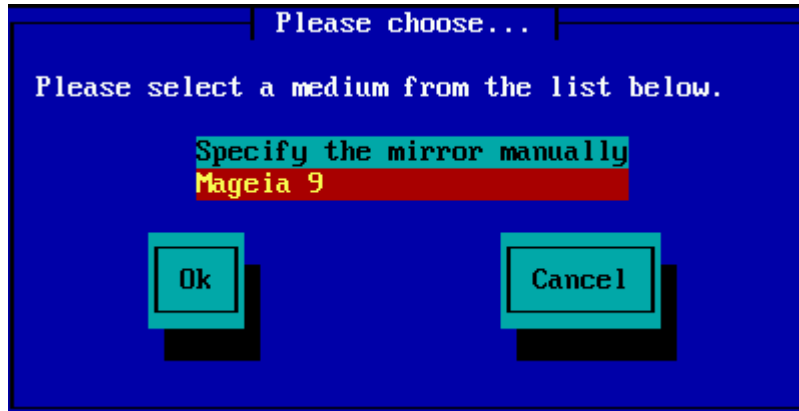 Please choose...
Please select a medium from the list below.
Specify the mirror manually
Mageia 9
Ok
Cancel